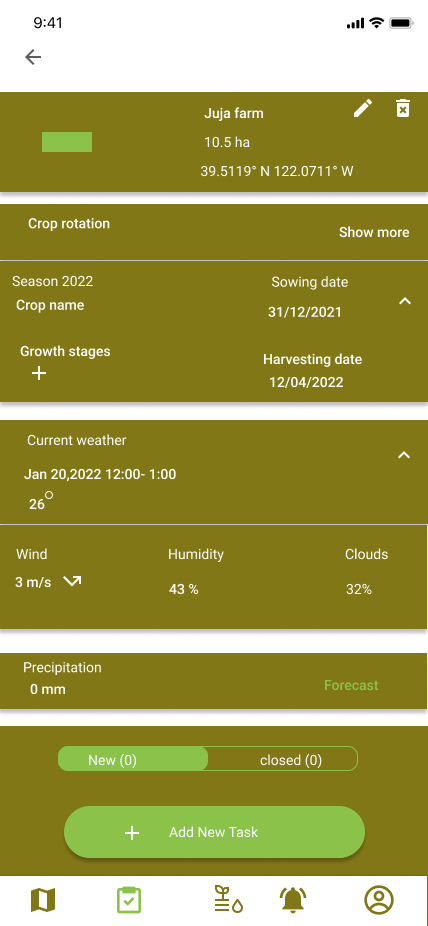 9:41
Juja farm
10.5 ha
39.5119° N 122.0711° W
Crop rotation
Show more
Season 2022
Sowing date
Crop name
31/12/2021
Growth stages
Harvesting date
12/04/2022
Current weather
Jan 20,2022 12:00- 1:00
26°
Wind
Humidity
Clouds
3 m/s
43 %
32%
Precipitation
0 mm
Forecast
New (0)
closed (0)
Add New Task